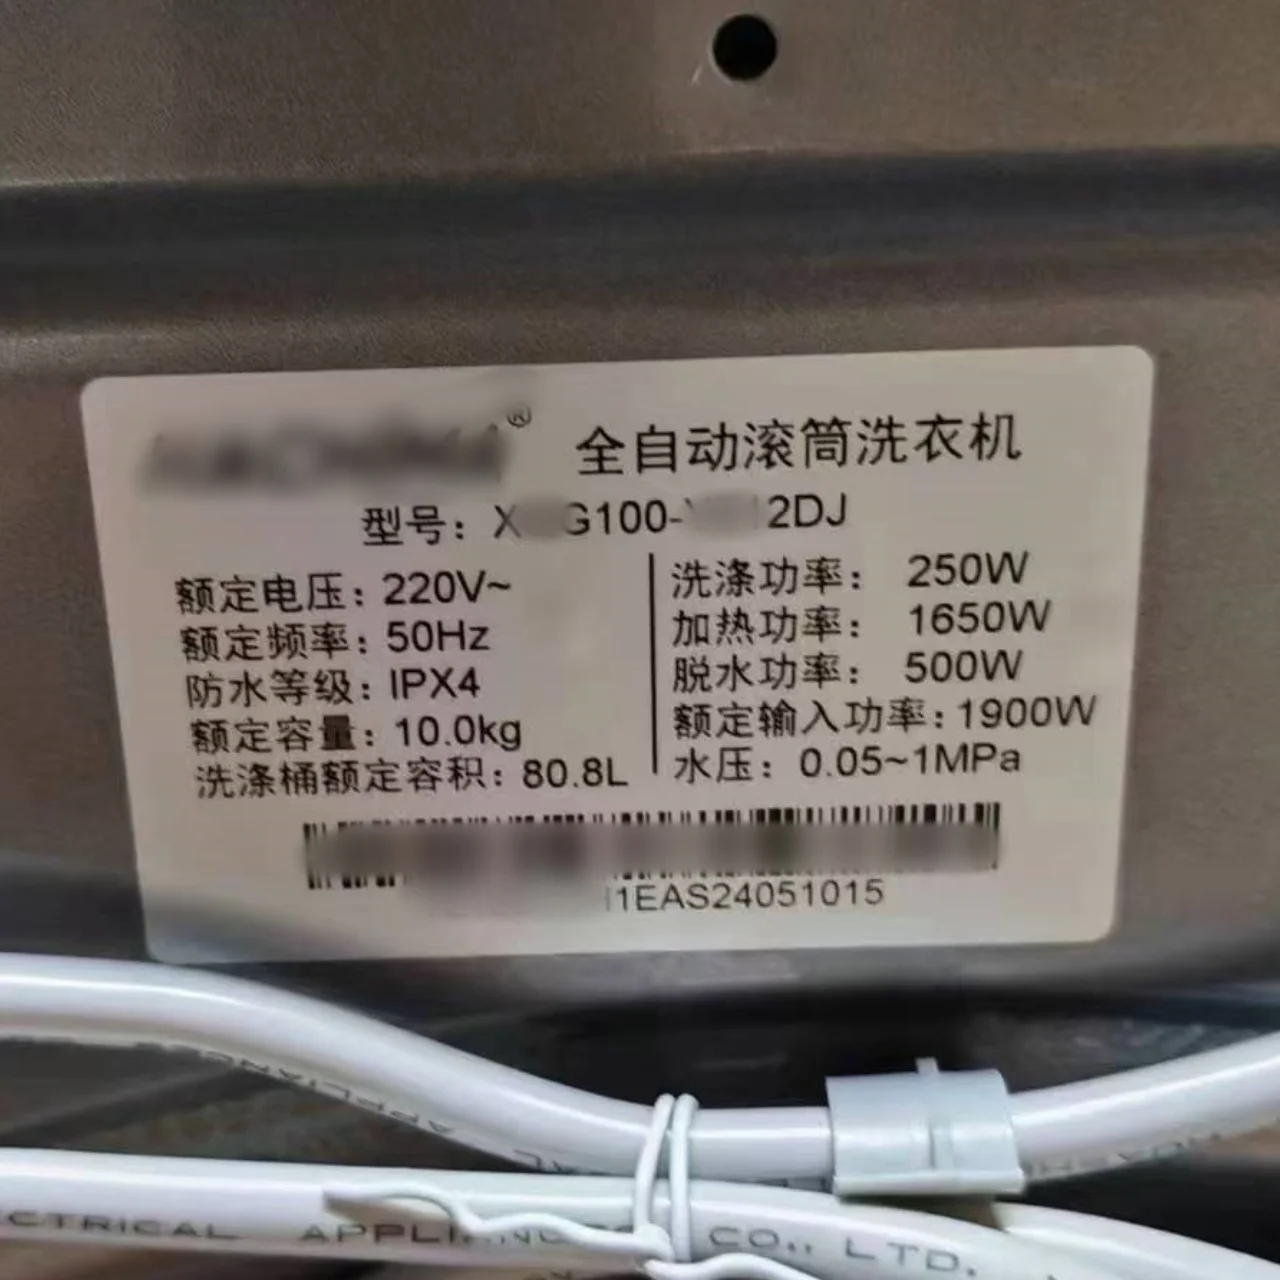 ® 全自动滚筒洗衣机
型号: X G100- 2DJ
额定电压: 220V~
额定频率: 50Hz
防水等级: IPX4
额定容量: 10.0kg
洗涤桶额定容积: 80.8L
洗涤功率: 250W
加热功率: 1650W
脱水功率: 500W
额定输入功率: 1900W
水压: 0.05~1MPa
1EAS24051015
APPLIAN
CTRICAL APPLIANCES CO., LTD.